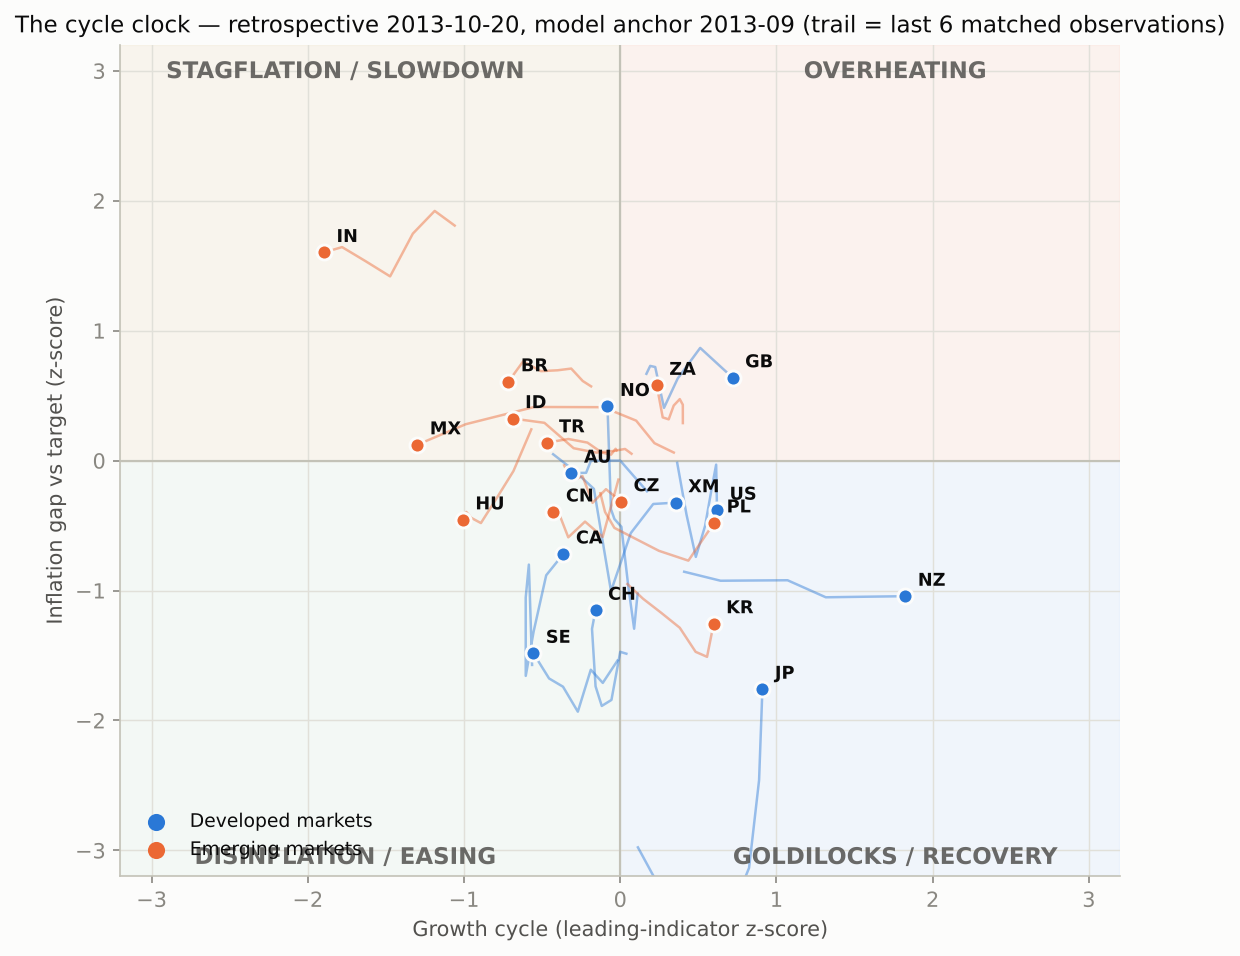 The cycle clock — retrospective 2013-10-20, model anchor 2013-09 (trail = last 6 matched observations)
STAGFLATION / SLOWDOWN
OVERHEATING
3
2
1
0
−1
−2
−3
Inflation gap vs target (z-score)
IN
BR
GB
ZA
NO
ID
MX
TR
AU
CZ
XM
US
CN
HU
PL
CA
NZ
CH
KR
SE
JP
Developed markets
Emerging markets
DISINFLATION / EASING
GOLDILOCKS / RECOVERY
−3
−2
−1
0
1
2
3
Growth cycle (leading-indicator z-score)